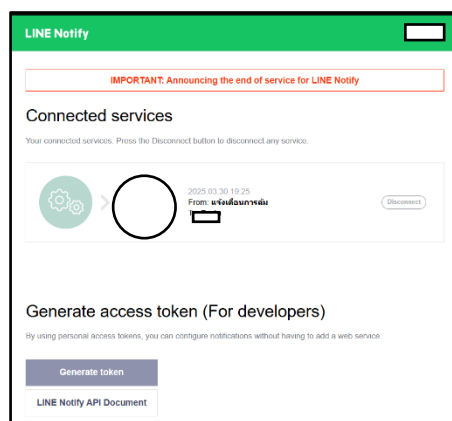 LINE Notify
IMPORTANT: Announcing the end of service for LINE Notify
Connected services
Your connected services. Press the Disconnect button to disconnect any service.
2025.03.30 19:25
From: แจ้งเตือนการล้ม
Disconnect
Generate access token (For developers)
By using personal access tokens, you can configure notifications without having to add a web service.
Generate token
LINE Notify API Document